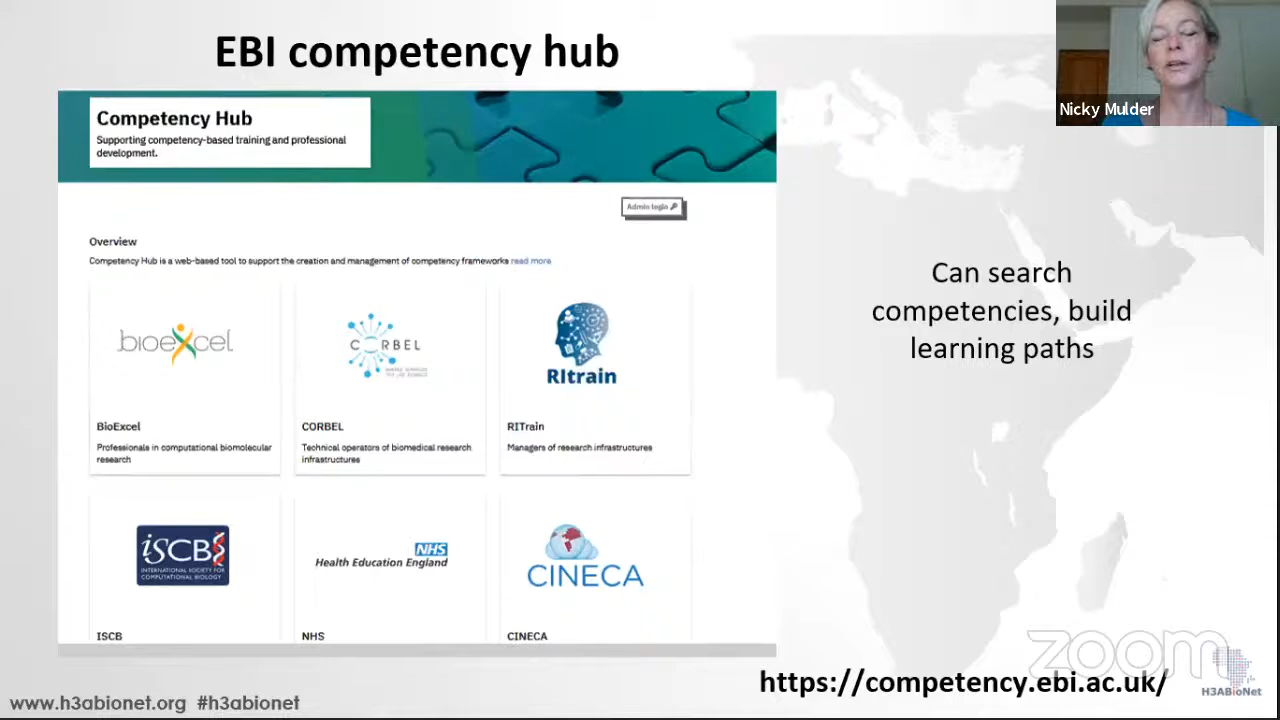 EBI competency hub
Nicky Mulder
Competency Hub
Supporting competency-based training and professional
development.
Admin login
Overview
Competency Hub is a web-based tool to support the creation and management of competency frameworks read more
Can search
competencies, build
learning paths
bioexcel
CORBEL
RItrain
BioExcel
Professionals in computational biomolecular
research
CORBEL
Technical operators of biomedical research
infrastructures
RITrain
Managers of research infrastructures
iSCB
INTERNATIONAL SOCIETY FOR
COMPUTATIONAL BIOLOGY
NHS
Health Education England
CINECA
ISCB
NHS
CINECA
zoom
https://competency.ebi.ac.uk/
H3ABioNet
www.h3abionet.org #h3abionet